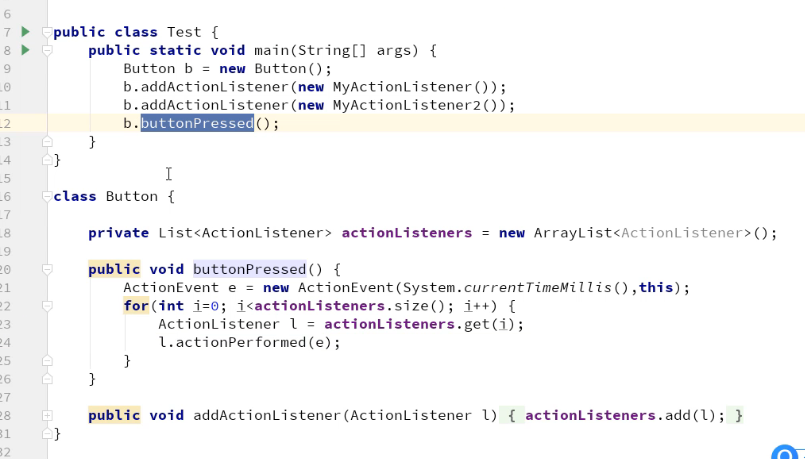 6
7 public class Test {
8 public static void main(String[] args) {
9 Button b = new Button();
10 b.addActionListener(new MyActionListener());
11 b.addActionListener(new MyActionListener2());
12 b.buttonPressed();
13 }
14 }
15
16 class Button {
17
18 private List<ActionListener> actionListeners = new ArrayList<ActionListener>();
19
20 public void buttonPressed() {
21 ActionEvent e = new ActionEvent(System.currentTimeMillis(),this);
22 for(int i=0; i<actionListeners.size(); i++) {
23 ActionListener l = actionListeners.get(i);
24 l.actionPerformed(e);
25 }
26 }
27
28 public void addActionListener(ActionListener l) { actionListeners.add(l); }
31 }
32